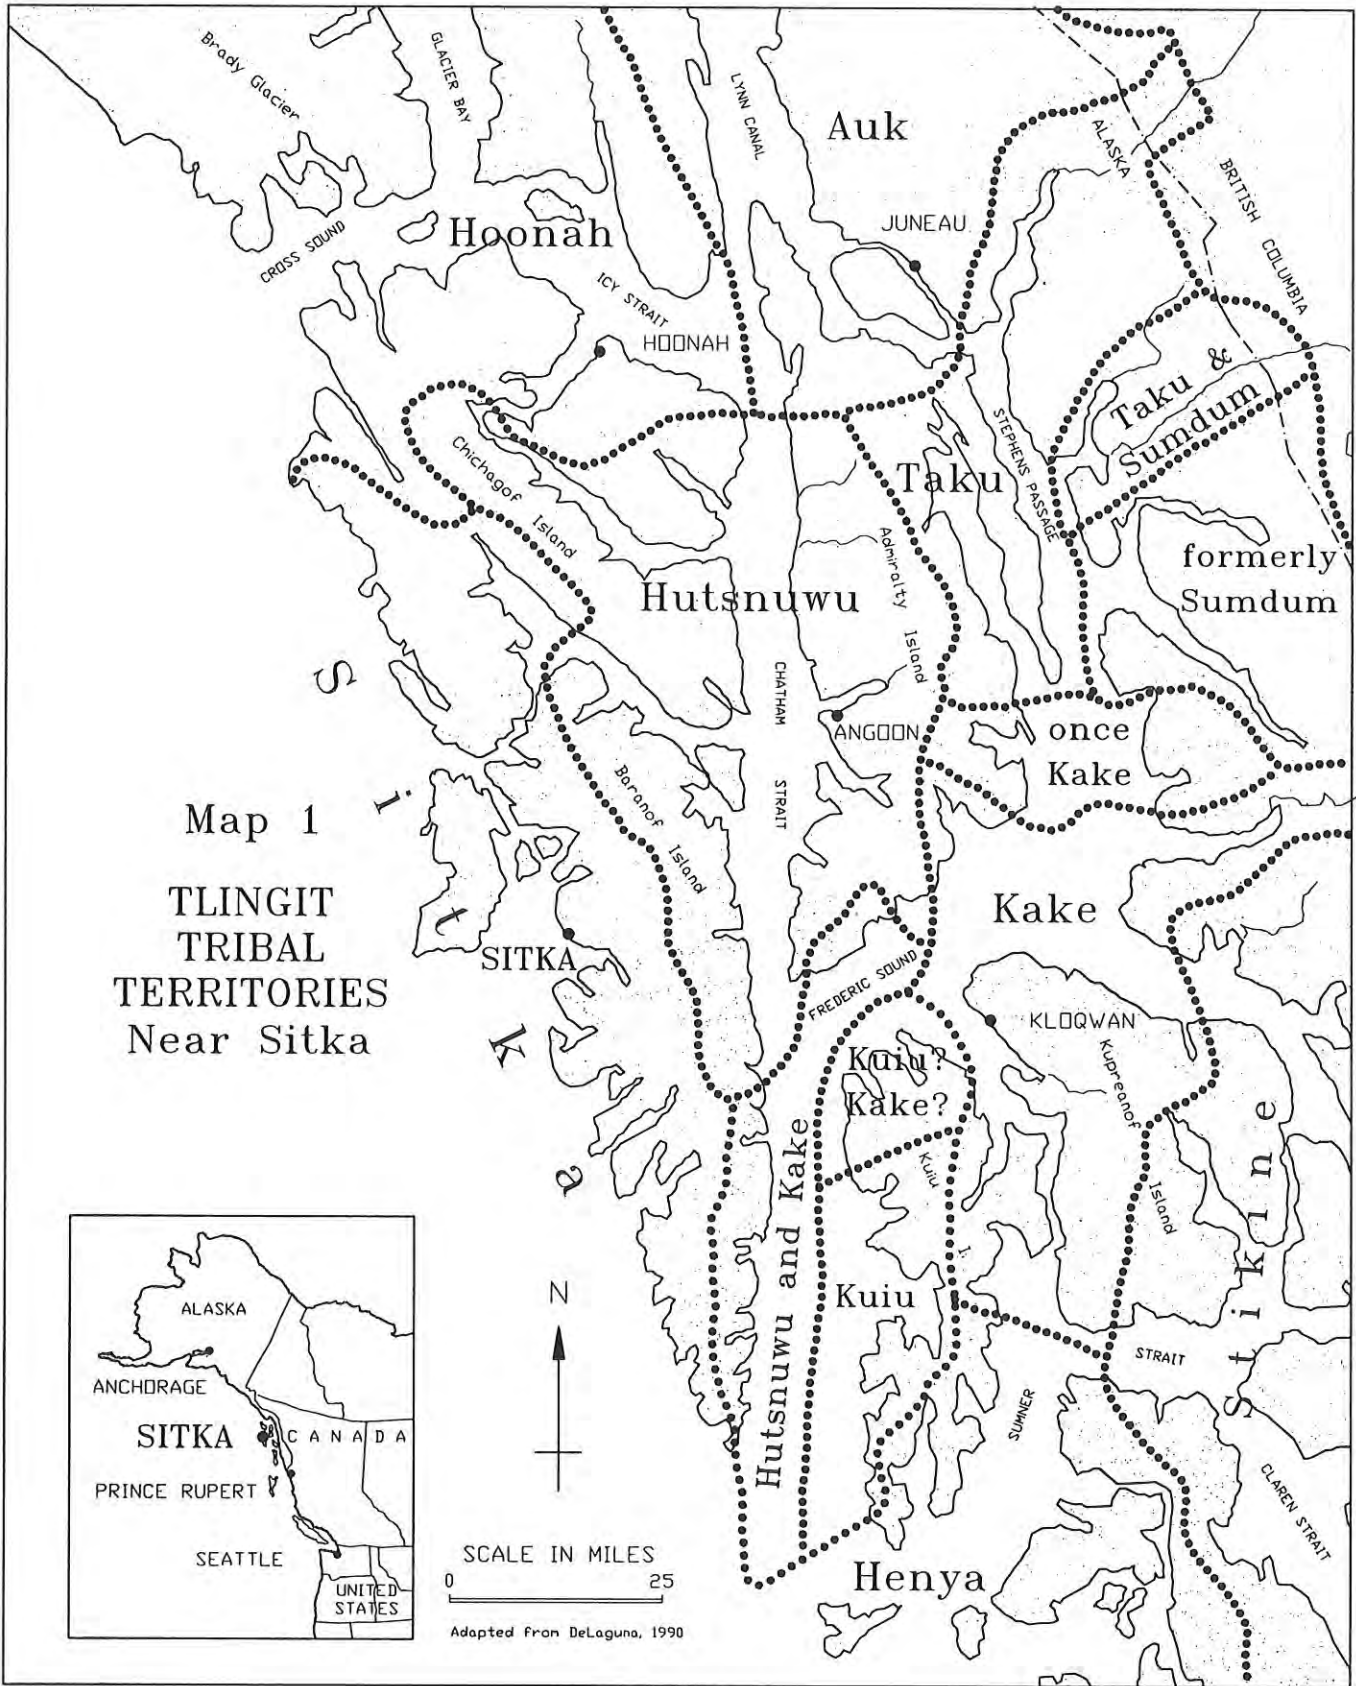 Brady Glacier
GLACIER BAY
LYNN CANAL
Auk
ALASKA
BRITISH COLUMBIA
JUNEAU
Hoonah
CROSS SOUND
ICY STRAIT
HOONAH
Taku &
Sumdum
Chichagof
Island
Taku
STEPHENS PASSAGE
Admiralty
Island
formerly
Sumdum
Hutsnuwu
CHATHAM
STRAIT
ANGOON
once
Kake
Baranof
Island
Sitka
Map 1
TLINGIT
TRIBAL
TERRITORIES
Near Sitka
SITKA
Kake
FREDERIC SOUND
KLOQWAN
Kupreanof
Island
Kuiu?
Kake?
Kuiu
I.
Hutsnuwu and Kake
Kuiu
Stikine
STRAIT
SUMNER
CLAREN STRAIT
Henya
N
SCALE IN MILES
0 25
Adapted from DeLaguna, 1990
ALASKA
ANCHORAGE
SITKA
CANADA
PRINCE RUPERT
SEATTLE
UNITED
STATES